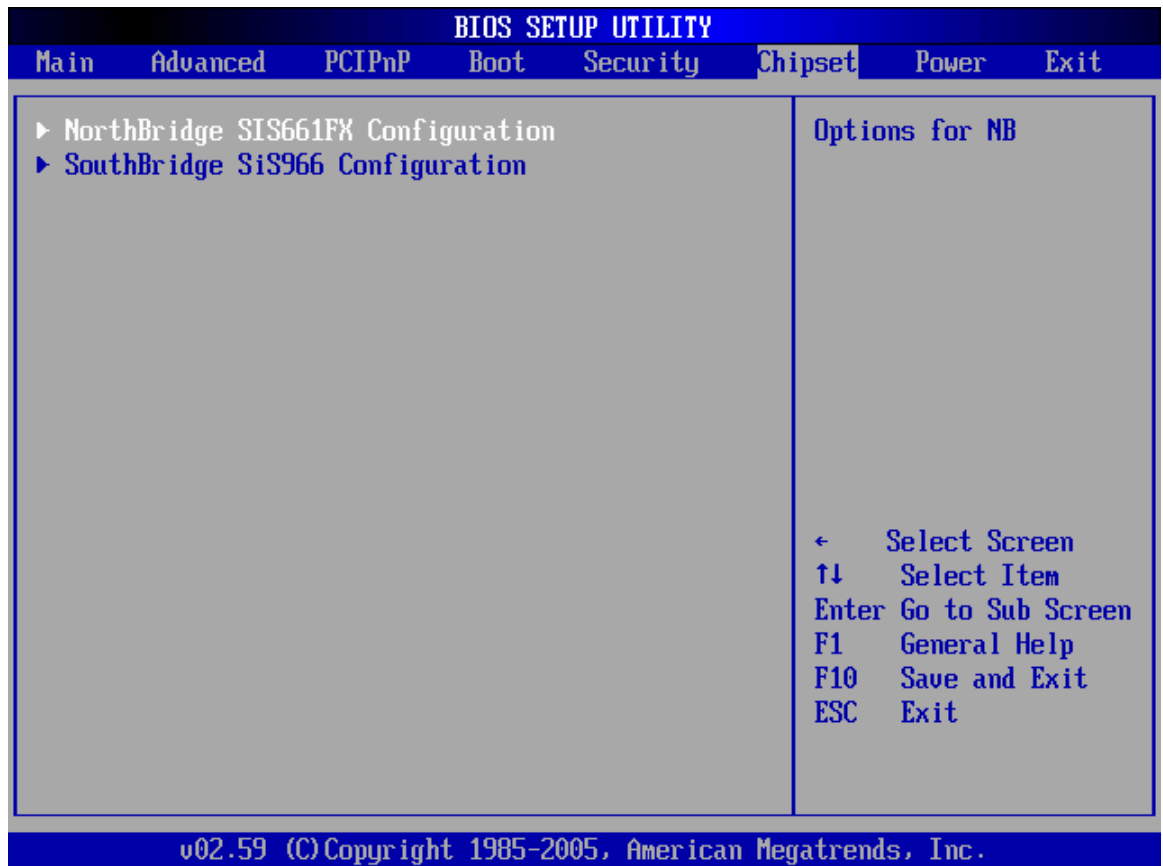 BIOS SETUP UTILITY
Main Advanced PCIPnP Boot Security Chipset Power Exit
▶ NorthBridge SIS661FX Configuration
▶ SouthBridge SiS966 Configuration
Options for NB
← Select Screen
↑↓ Select Item
Enter Go to Sub Screen
F1 General Help
F10 Save and Exit
ESC Exit
v02.59 (C)Copyright 1985-2005, American Megatrends, Inc.